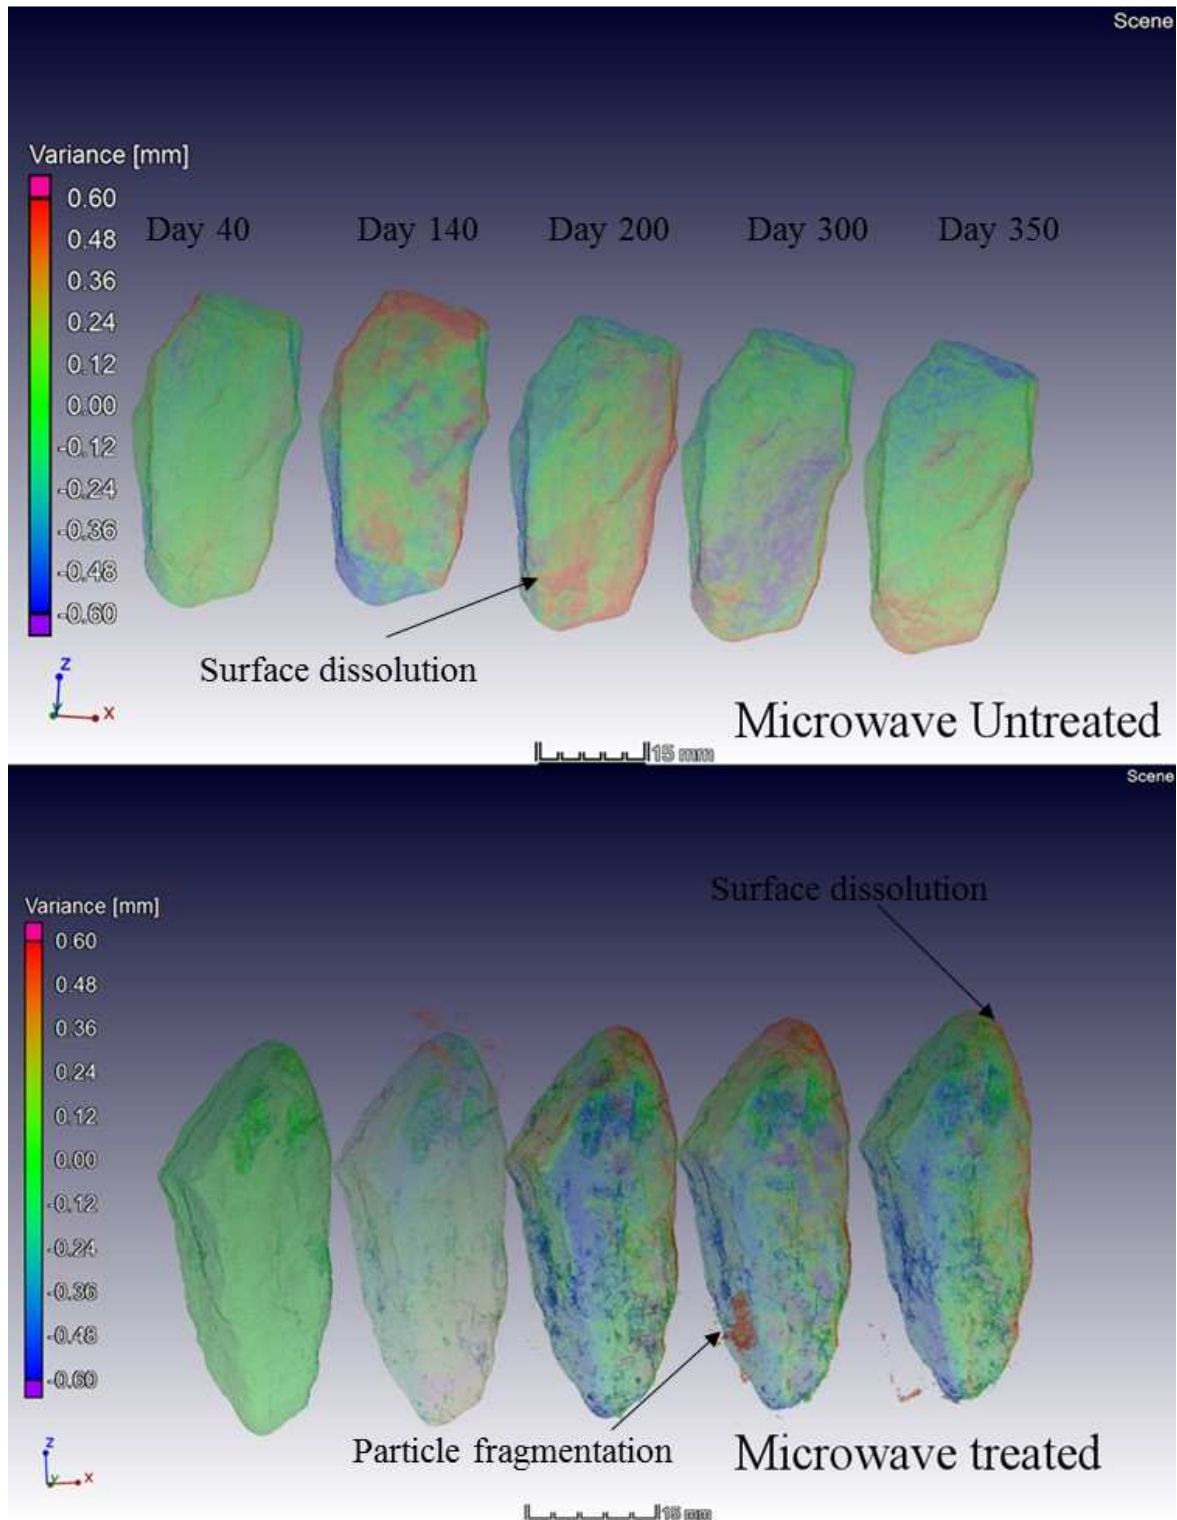 Scene
Variance [mm]
0.60
0.48
0.36
0.24
0.12
0.00
-0.12
-0.24
-0.36
-0.48
-0.60
Day 40 Day 140 Day 200 Day 300 Day 350
Surface dissolution
Z
Y
X
Microwave Untreated
15 mm
Scene
Surface dissolution
Variance [mm]
0.60
0.48
0.36
0.24
0.12
0.00
-0.12
-0.24
-0.36
-0.48
-0.60
Particle fragmentation
Microwave treated
Z
Y
X
15 mm